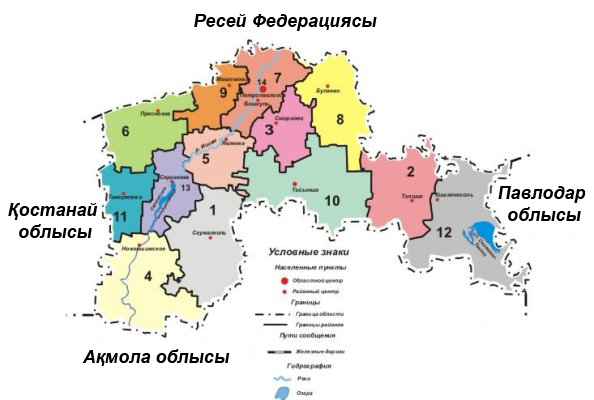 Ресей Федерациясы
Мамлютка
9
14
7
Петропавловск
Бишкуль
Булаево
Пресновка
6
3
Смирново
8
р. Ишим
Явленка
5
2
Сергеевка
13
Тимирязево
11
Талшик
Кишкенеколь
12
Павлодар
облысы
Қостанай
облысы
1
Саумалколь
10
Новоишимское
4
Ақмола облысы
Условные знаки
Населенные пункты
Областной центр
Районный центр
Границы
Граница области
Границы районов
Пути сообщения
Железные дороги
Гидрография
Реки
Озера